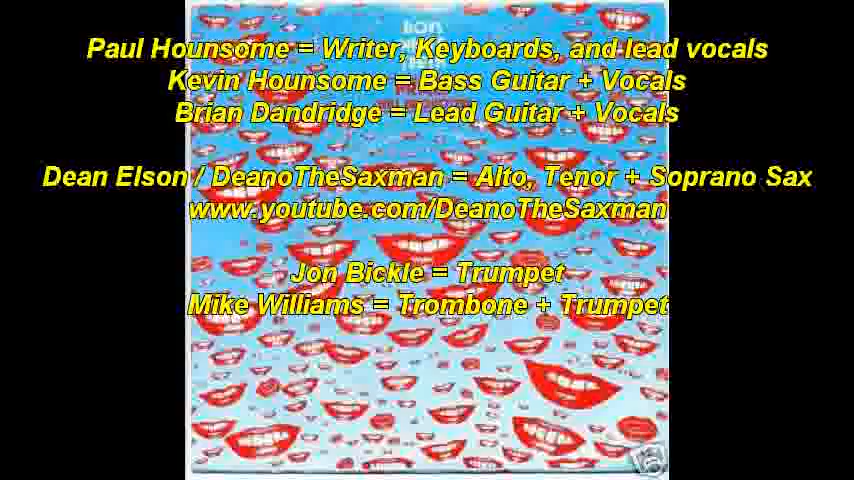 Paul Hounsome = Writer, Keyboards, and lead vocals
Kevin Hounsome = Bass Guitar + Vocals
Brian Dandridge = Lead Guitar + Vocals
Dean Elson / DeanoTheSaxman = Alto, Tenor + Soprano Sax
www.youtube.com/DeanoTheSaxman
Jon Bickle = Trumpet
Mike Williams = Trombone + Trumpet